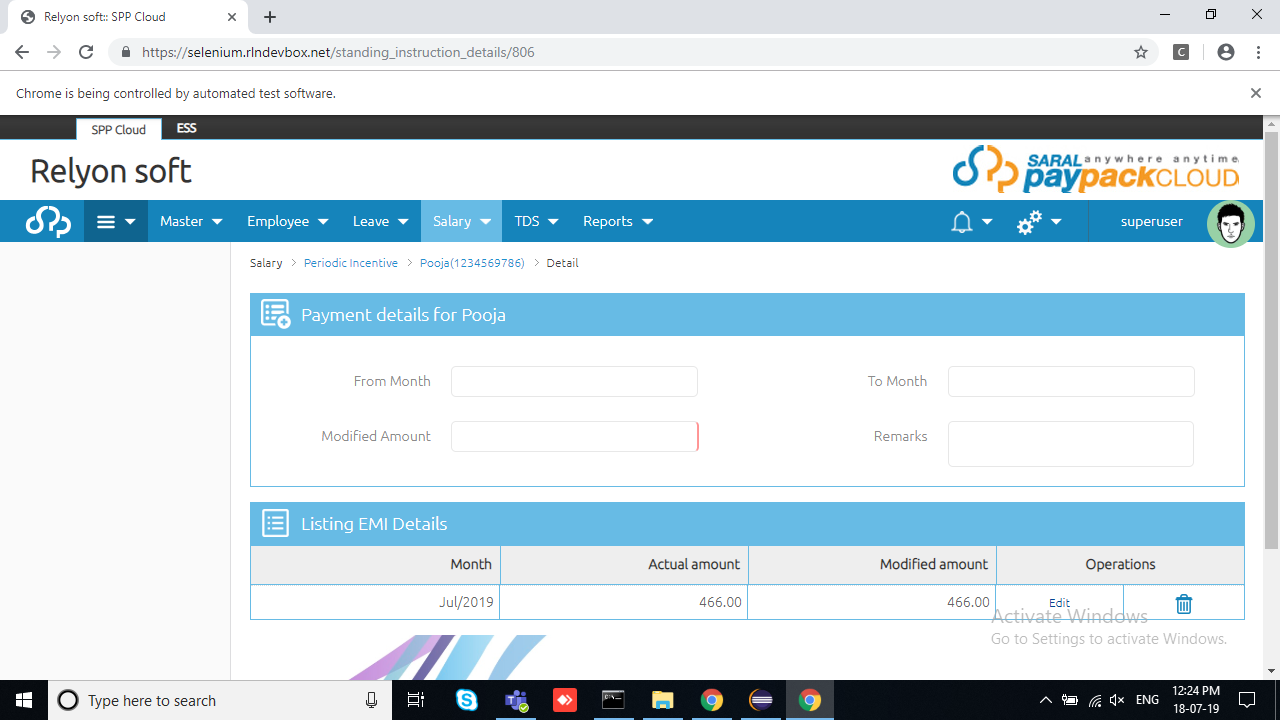 Relyon soft:: SPP Cloud
https://selenium.rlndevbox.net/standing_instruction_details/806
C
Chrome is being controlled by automated test software.
SPP Cloud ESS
Relyon soft
SARAL anywhere anytime
paypackCLOUD
Master Employee Leave Salary TDS Reports superuser
Salary > Periodic Incentive > Pooja(1234569786) > Detail
Payment details for Pooja
From Month To Month
Modified Amount Remarks
Listing EMI Details
Month Actual amount Modified amount Operations
Jul/2019 466.00 466.00 Edit
Activate Windows
Go to Settings to activate Windows.
Type here to search
ENG
12:24 PM
18-07-19